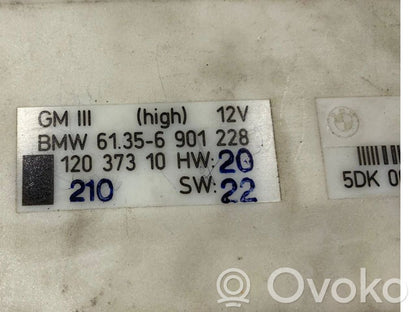 GM III (high) 12V
BMW 61.35-6 901 228
120 373 10 HW: 20
210 SW: 22
5DK 00
Ovoko